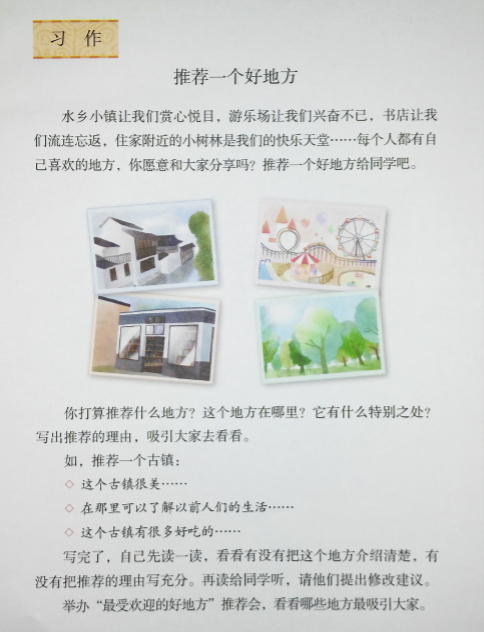 习 作
推荐一个好地方
水乡小镇让我们赏心悦目，游乐场让我们兴奋不已，书店让我
们流连忘返，住家附近的小树林是我们的快乐天堂……每个人都有自
己喜欢的地方，你愿意和大家分享吗？推荐一个好地方给同学吧。
你打算推荐什么地方？这个地方在哪里？它有什么特别之处？
写出推荐的理由，吸引大家去看看。
如，推荐一个古镇：
◇ 这个古镇很美……
◇ 在那里可以了解以前人们的生活……
◇ 这个古镇有很多好吃的……
写完了，自己先读一读，看看有没有把这个地方介绍清楚，有
没有把推荐的理由写充分。再读给同学听，请他们提出修改建议。
举办“最受欢迎的好地方”推荐会，看看哪些地方最吸引大家。